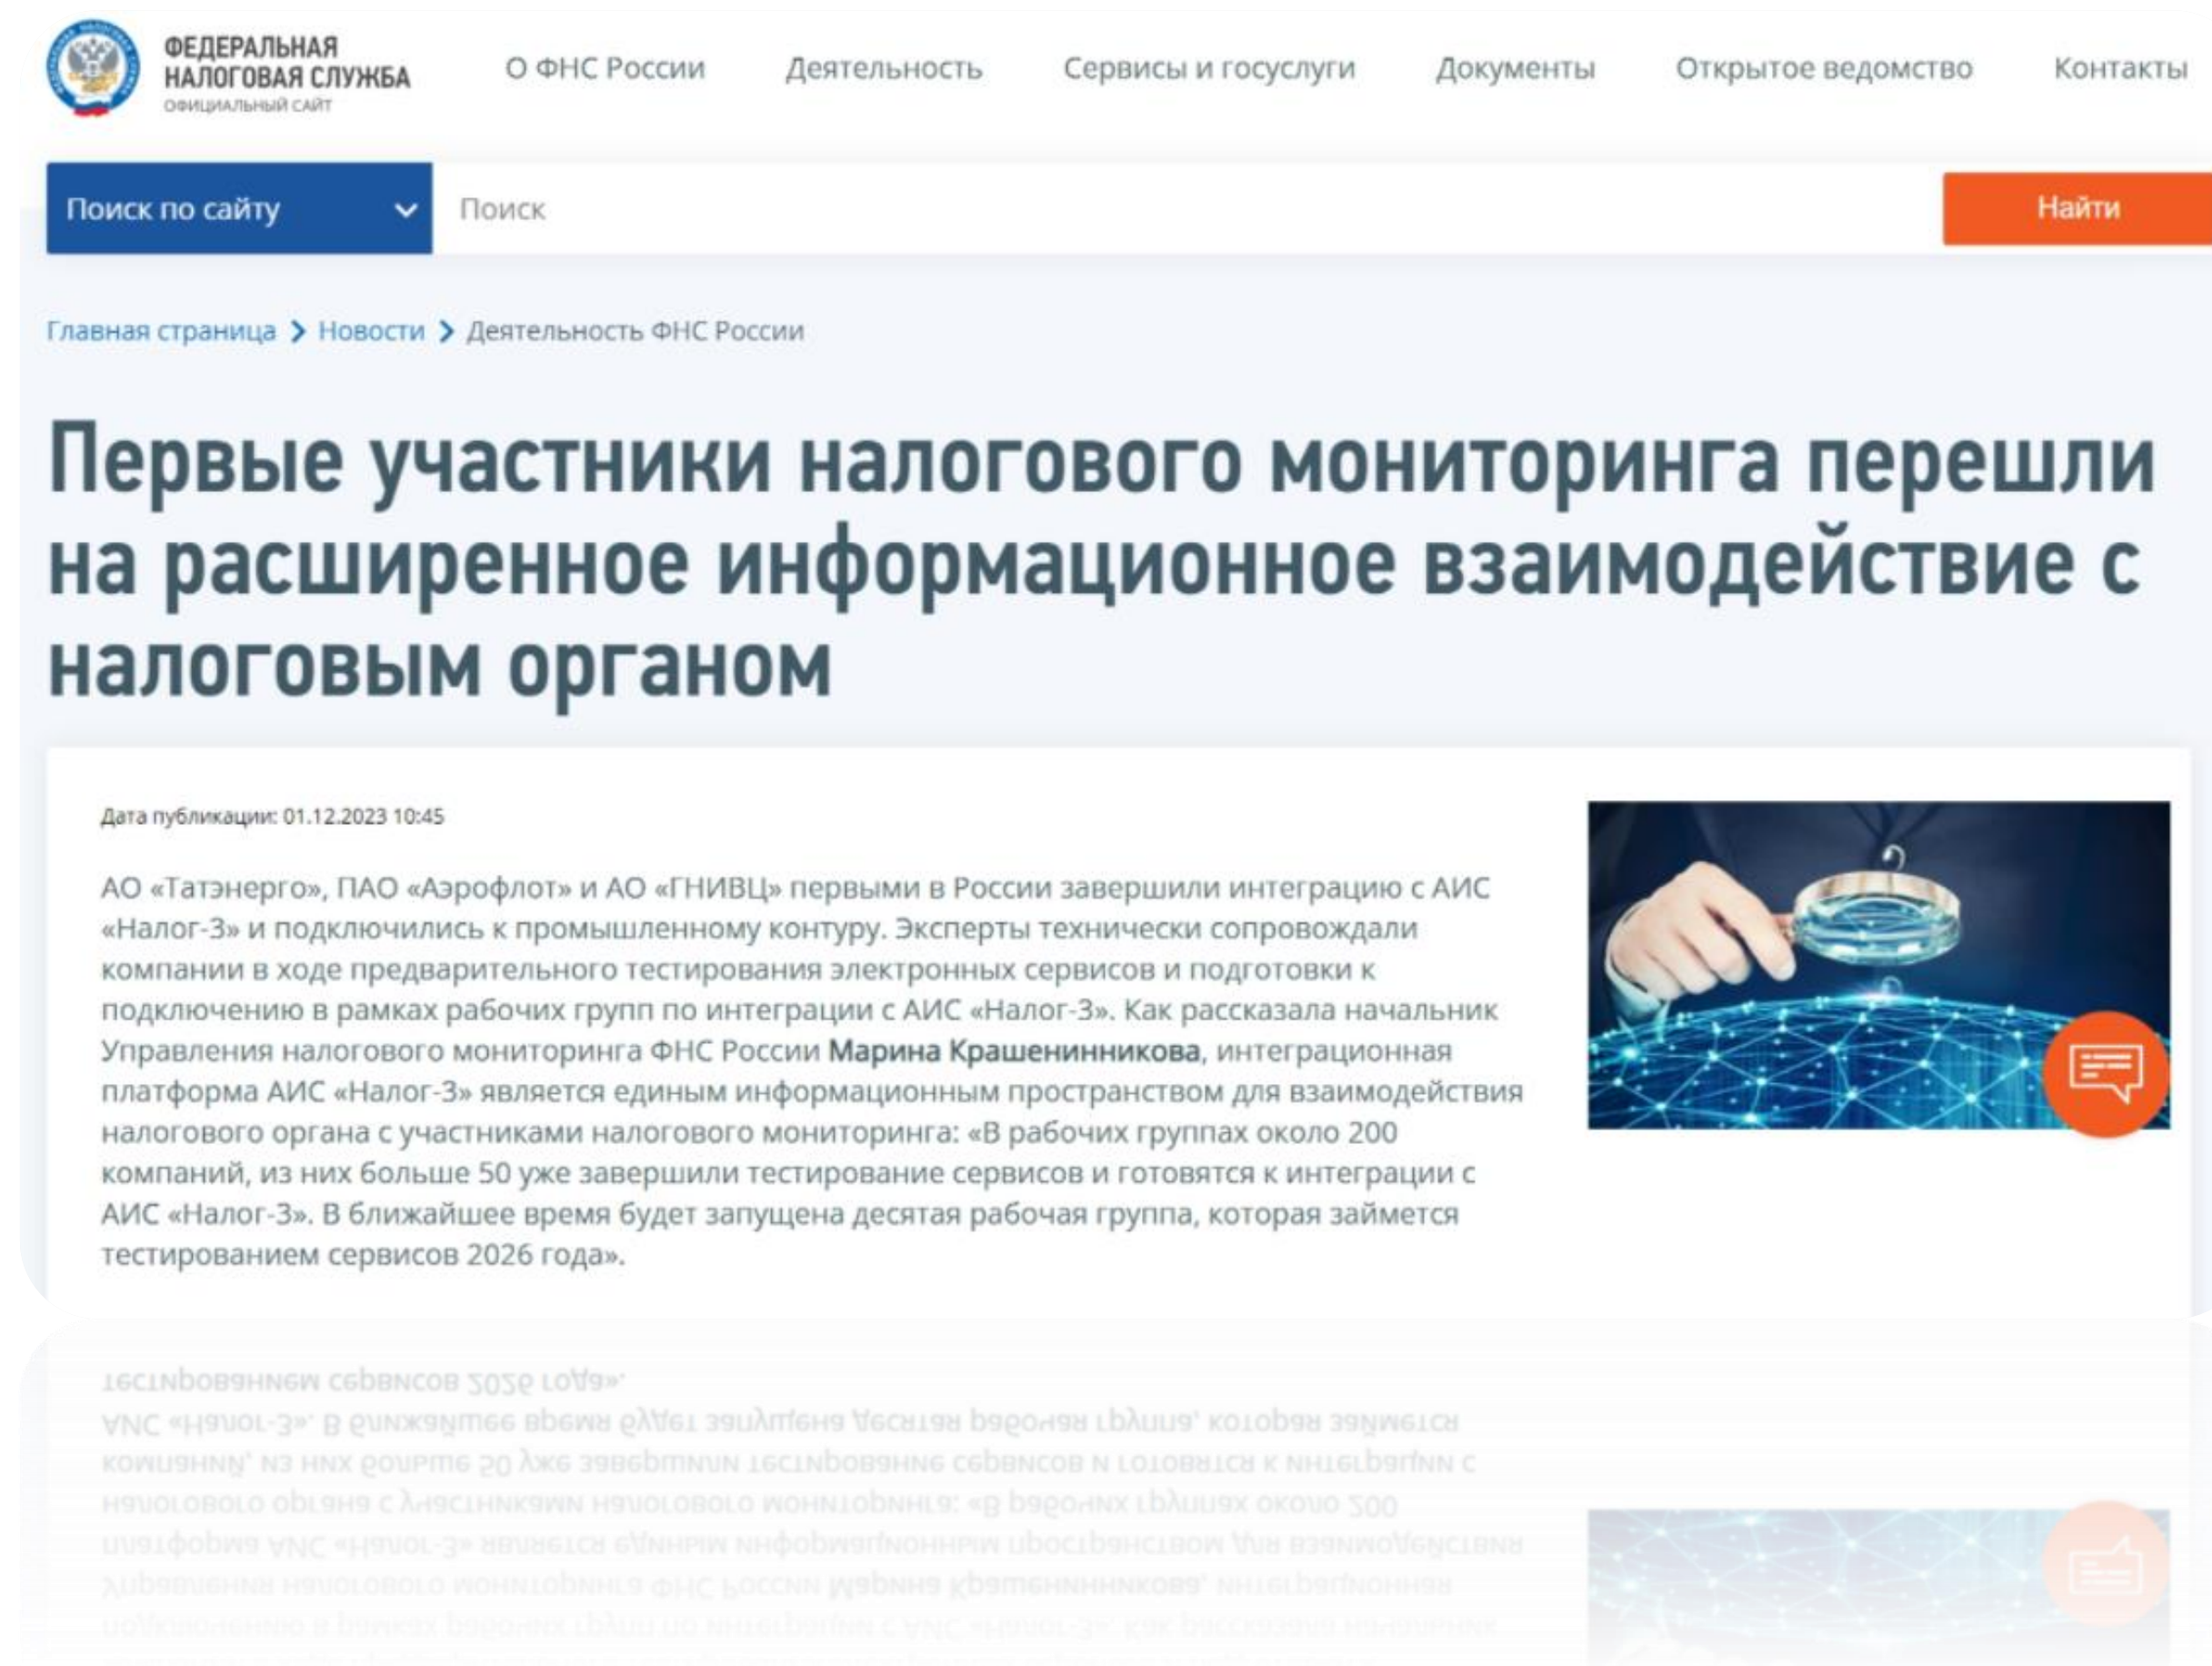 ФЕДЕРАЛЬНАЯ
НАЛОГОВАЯ СЛУЖБА
ОФИЦИАЛЬНЫЙ САЙТ
О ФНС России Деятельность Сервисы и госуслуги Документы Открытое ведомство Контакты
Поиск по сайту Поиск Найти
Главная страница > Новости > Деятельность ФНС России
Первые участники налогового мониторинга перешли
на расширенное информационное взаимодействие с
налоговым органом
Дата публикации: 01.12.2023 10:45
АО «Татэнерго», ПАО «Аэрофлот» и АО «ГНИВЦ» первыми в России завершили интеграцию с АИС
«Налог-3» и подключились к промышленному контуру. Эксперты технически сопровождали
компании в ходе предварительного тестирования электронных сервисов и подготовки к
подключению в рамках рабочих групп по интеграции с АИС «Налог-3». Как рассказала начальник
Управления налогового мониторинга ФНС России Марина Крашенинникова, интеграционная
платформа АИС «Налог-3» является единым информационным пространством для взаимодействия
налогового органа с участниками налогового мониторинга: «В рабочих группах около 200
компаний, из них больше 50 уже завершили тестирование сервисов и готовятся к интеграции с
АИС «Налог-3». В ближайшее время будет запущена десятая рабочая группа, которая займется
тестированием сервисов 2026 года».